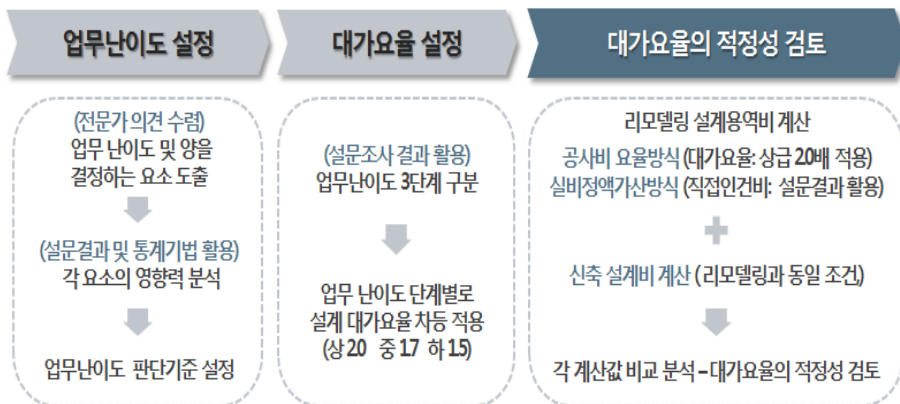 업무난이도 설정
대가요율 설정
대가요율의 적정성 검토
(전문가 의견 수렴)
업무 난이도 및 양을
결정하는 요소 도출
(설문결과 및 통계기법 활용)
각 요소의 영향력 분석
업무난이도 판단기준 설정
(설문조사 결과 활용)
업무난이도 3단계 구분
업무 난이도 단계별로
설계 대가요율 차등 적용
(상 2.0 중 1.7 하 1.5)
리모델링 설계용역비 계산
공사비 요율방식 (대가요율: 상급 2.0배 적용)
실비정액가산방식 (직접인건비: 설문결과 활용)
신축 설계비 계산 (리모델링과 동일 조건)
각 계산값 비교 분석 – 대가요율의 적정성 검토